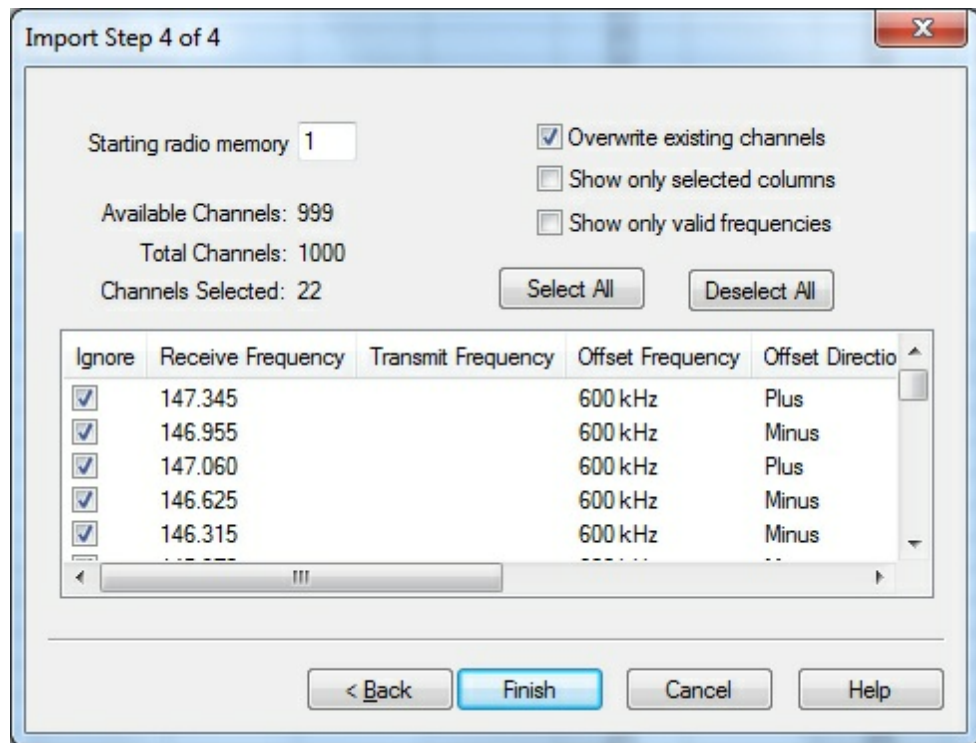 Import Step 4 of 4
Starting radio memory 1
Overwrite existing channels
Show only selected columns
Show only valid frequencies
Available Channels: 999
Total Channels: 1000
Channels Selected: 22
Select All Deselect All
Ignore Receive Frequency Transmit Frequency Offset Frequency Offset Directio
147.345 600 kHz Plus
146.955 600 kHz Minus
147.060 600 kHz Plus
146.625 600 kHz Minus
146.315 600 kHz Minus
< Back Finish Cancel Help